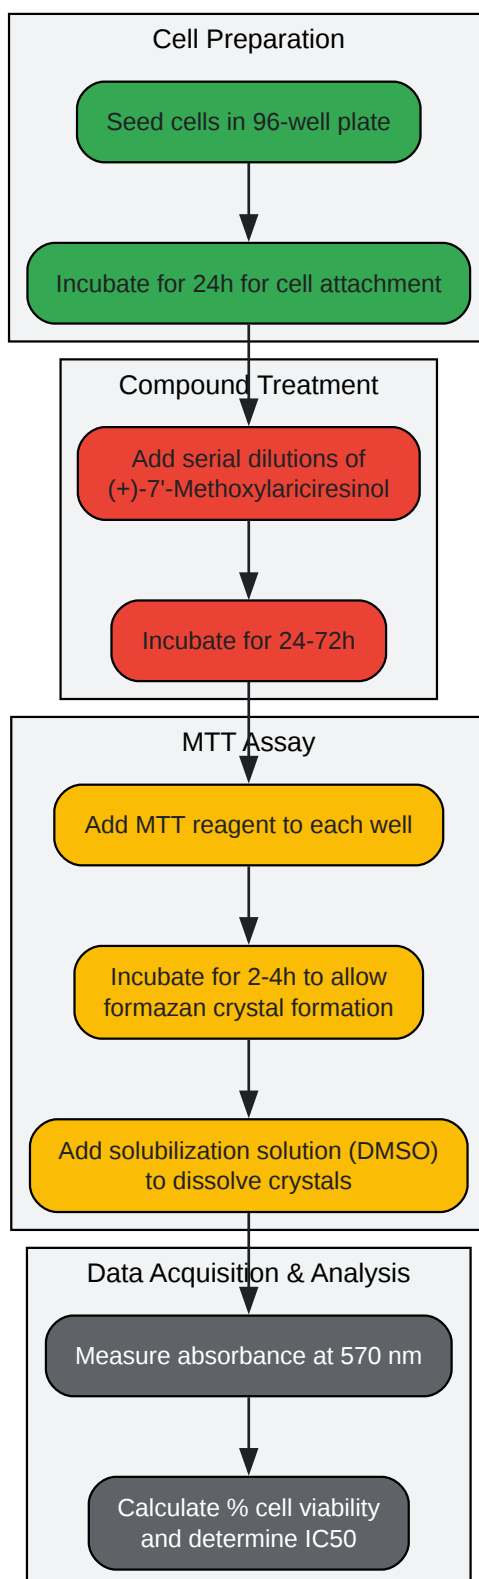 Cell Preparation
Seed cells in 96-well plate
Incubate for 24h for cell attachment
Compound Treatment
Add serial dilutions of
(+)-7'-Methoxylariciresinol
Incubate for 24-72h
MTT Assay
Add MTT reagent to each well
Incubate for 2-4h to allow
formazan crystal formation
Add solubilization solution (DMSO)
to dissolve crystals
Data Acquisition & Analysis
Measure absorbance at 570 nm
Calculate % cell viability
and determine IC50